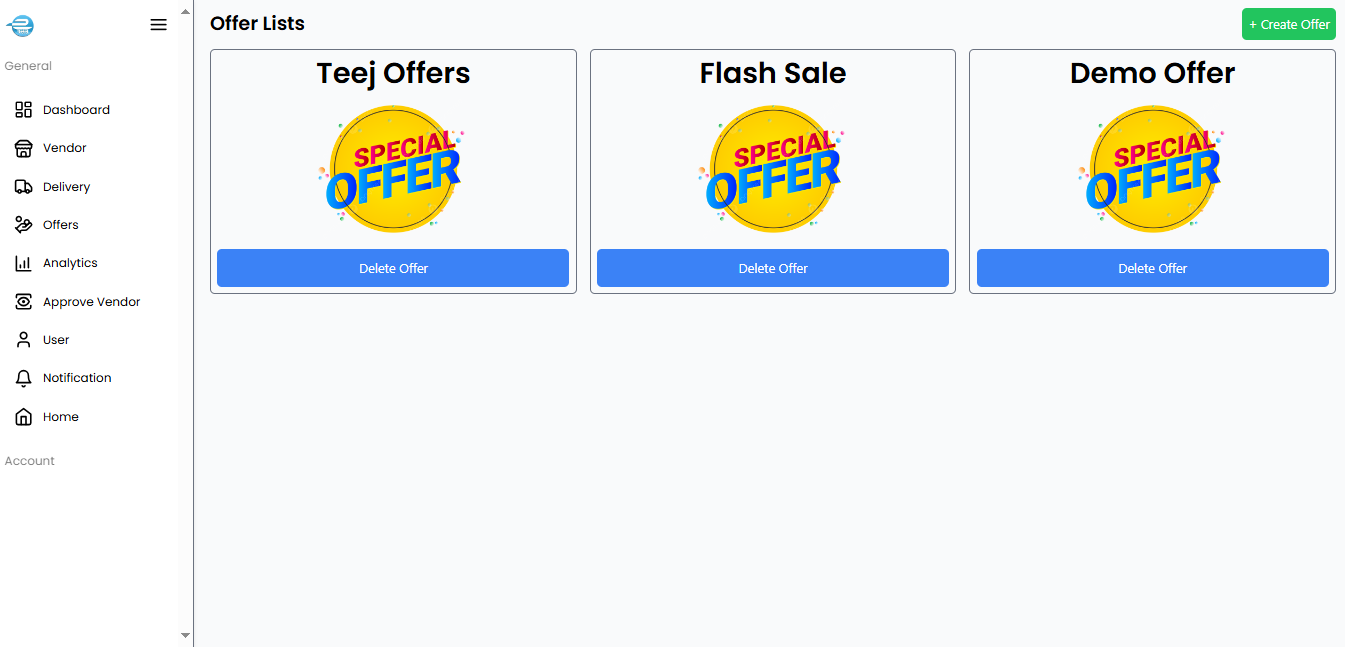 General
Dashboard
Vendor
Delivery
Offers
Analytics
Approve Vendor
User
Notification
Home
Account
Offer Lists
+ Create Offer
Teej Offers
SPECIAL
OFFER
Delete Offer
Flash Sale
SPECIAL
OFFER
Delete Offer
Demo Offer
SPECIAL
OFFER
Delete Offer